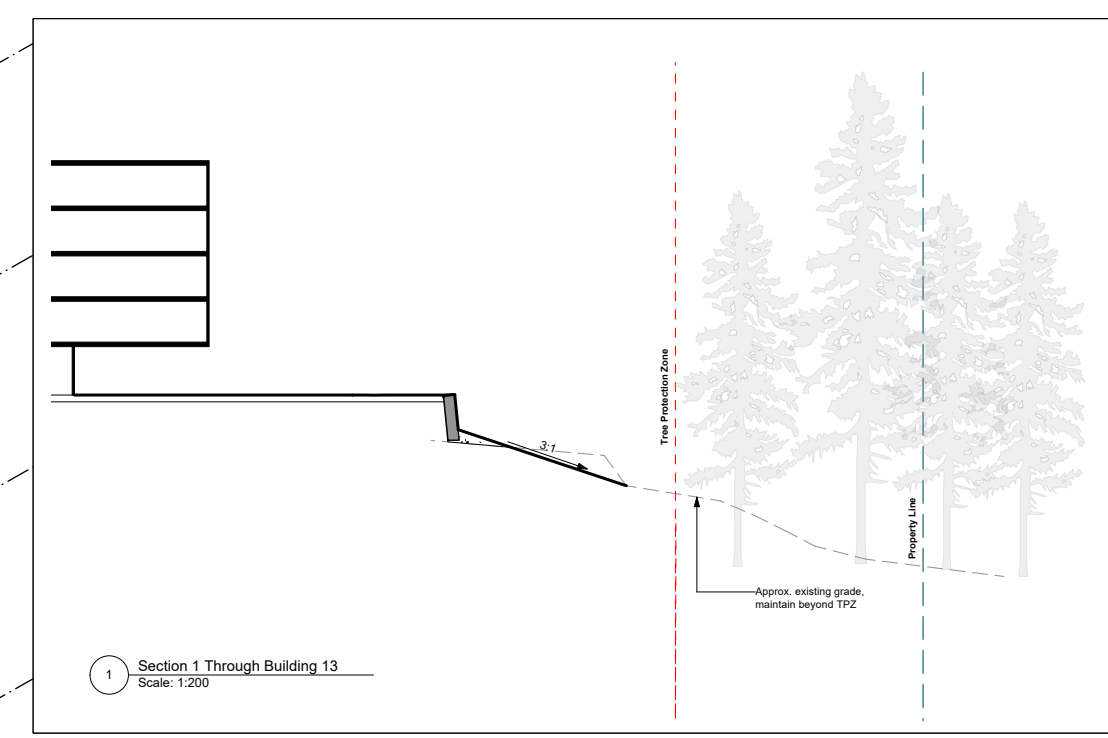 Tree Protection Zone
3:1
Property Line
Approx. existing grade,
maintain beyond TPZ
1
Section 1 Through Building 13
Scale: 1:200